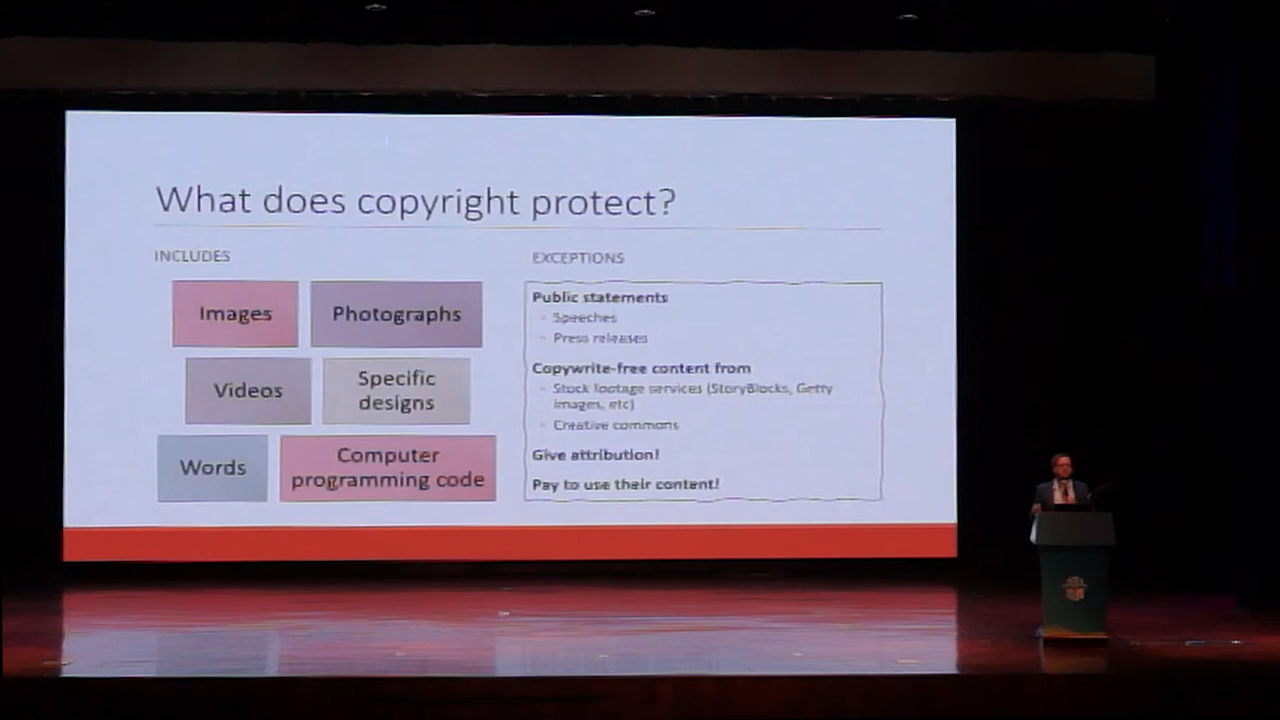 What does copyright protect?
INCLUDES
Images
Photographs
Videos
Specific
designs
Words
Computer
programming code
EXCEPTIONS
Public statements
- Speeches
- Press releases
Copywrite-free content from
- Stock footage services (StoryBlocks, Getty
Images, etc)
- Creative commons
Give attribution!
Pay to use their content!